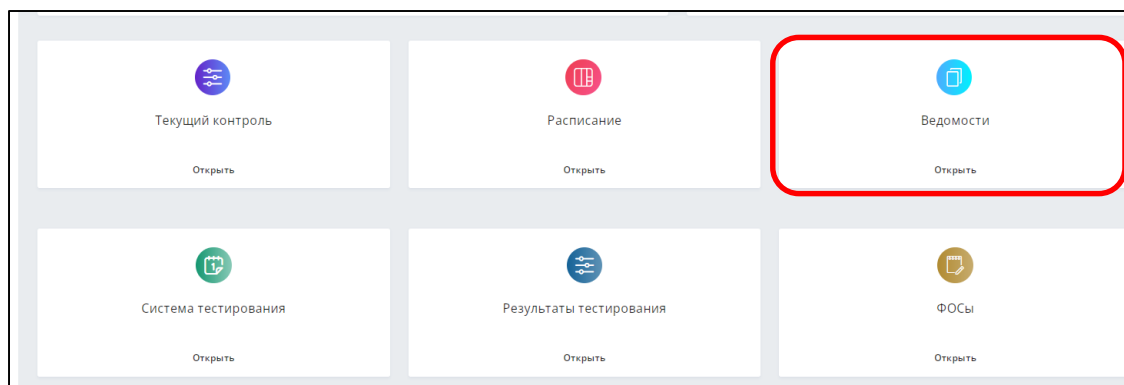 Текущий контроль
Расписание
Ведомости
Открыть
Открыть
Открыть
Система тестирования
Результаты тестирования
ФОСы
Открыть
Открыть
Открыть